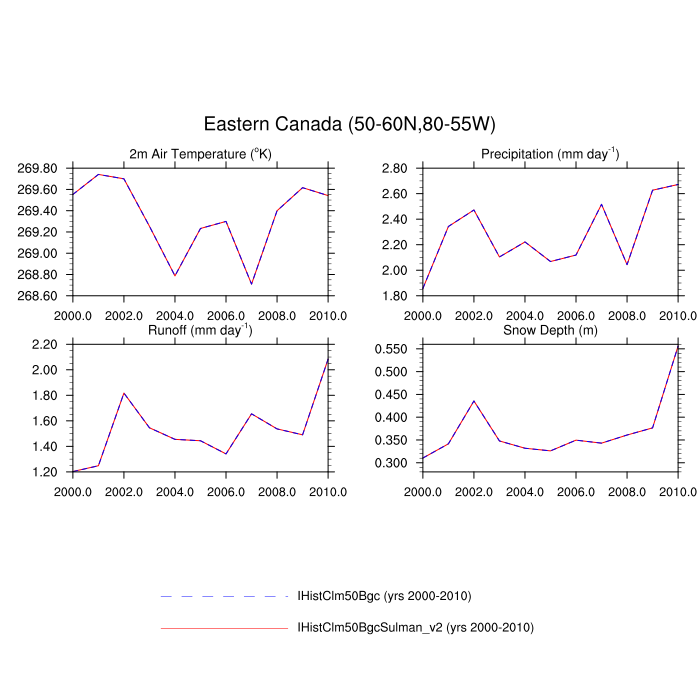 Eastern Canada (50-60N,80-55W)
2m Air Temperature (°K)
269.80
269.60
269.40
269.20
269.00
268.80
268.60
2000.0 2002.0 2004.0 2006.0 2008.0 2010.0
Precipitation (mm day⁻¹)
2.80
2.60
2.40
2.20
2.00
1.80
2000.0 2002.0 2004.0 2006.0 2008.0 2010.0
Runoff (mm day⁻¹)
2.20
2.00
1.80
1.60
1.40
1.20
2000.0 2002.0 2004.0 2006.0 2008.0 2010.0
Snow Depth (m)
0.550
0.500
0.450
0.400
0.350
0.300
2000.0 2002.0 2004.0 2006.0 2008.0 2010.0
IHistClm50Bgc (yrs 2000-2010)
IHistClm50BgcSulman_v2 (yrs 2000-2010)